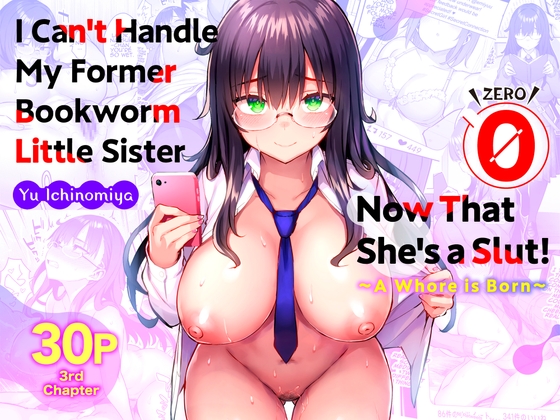 I Can't Handle
My Former
Bookworm
Little Sister
Yu Ichinomiya
ZERO
0
Now That
She's a Slut!
~A Whore is Born~
30P
3rd
Chapter